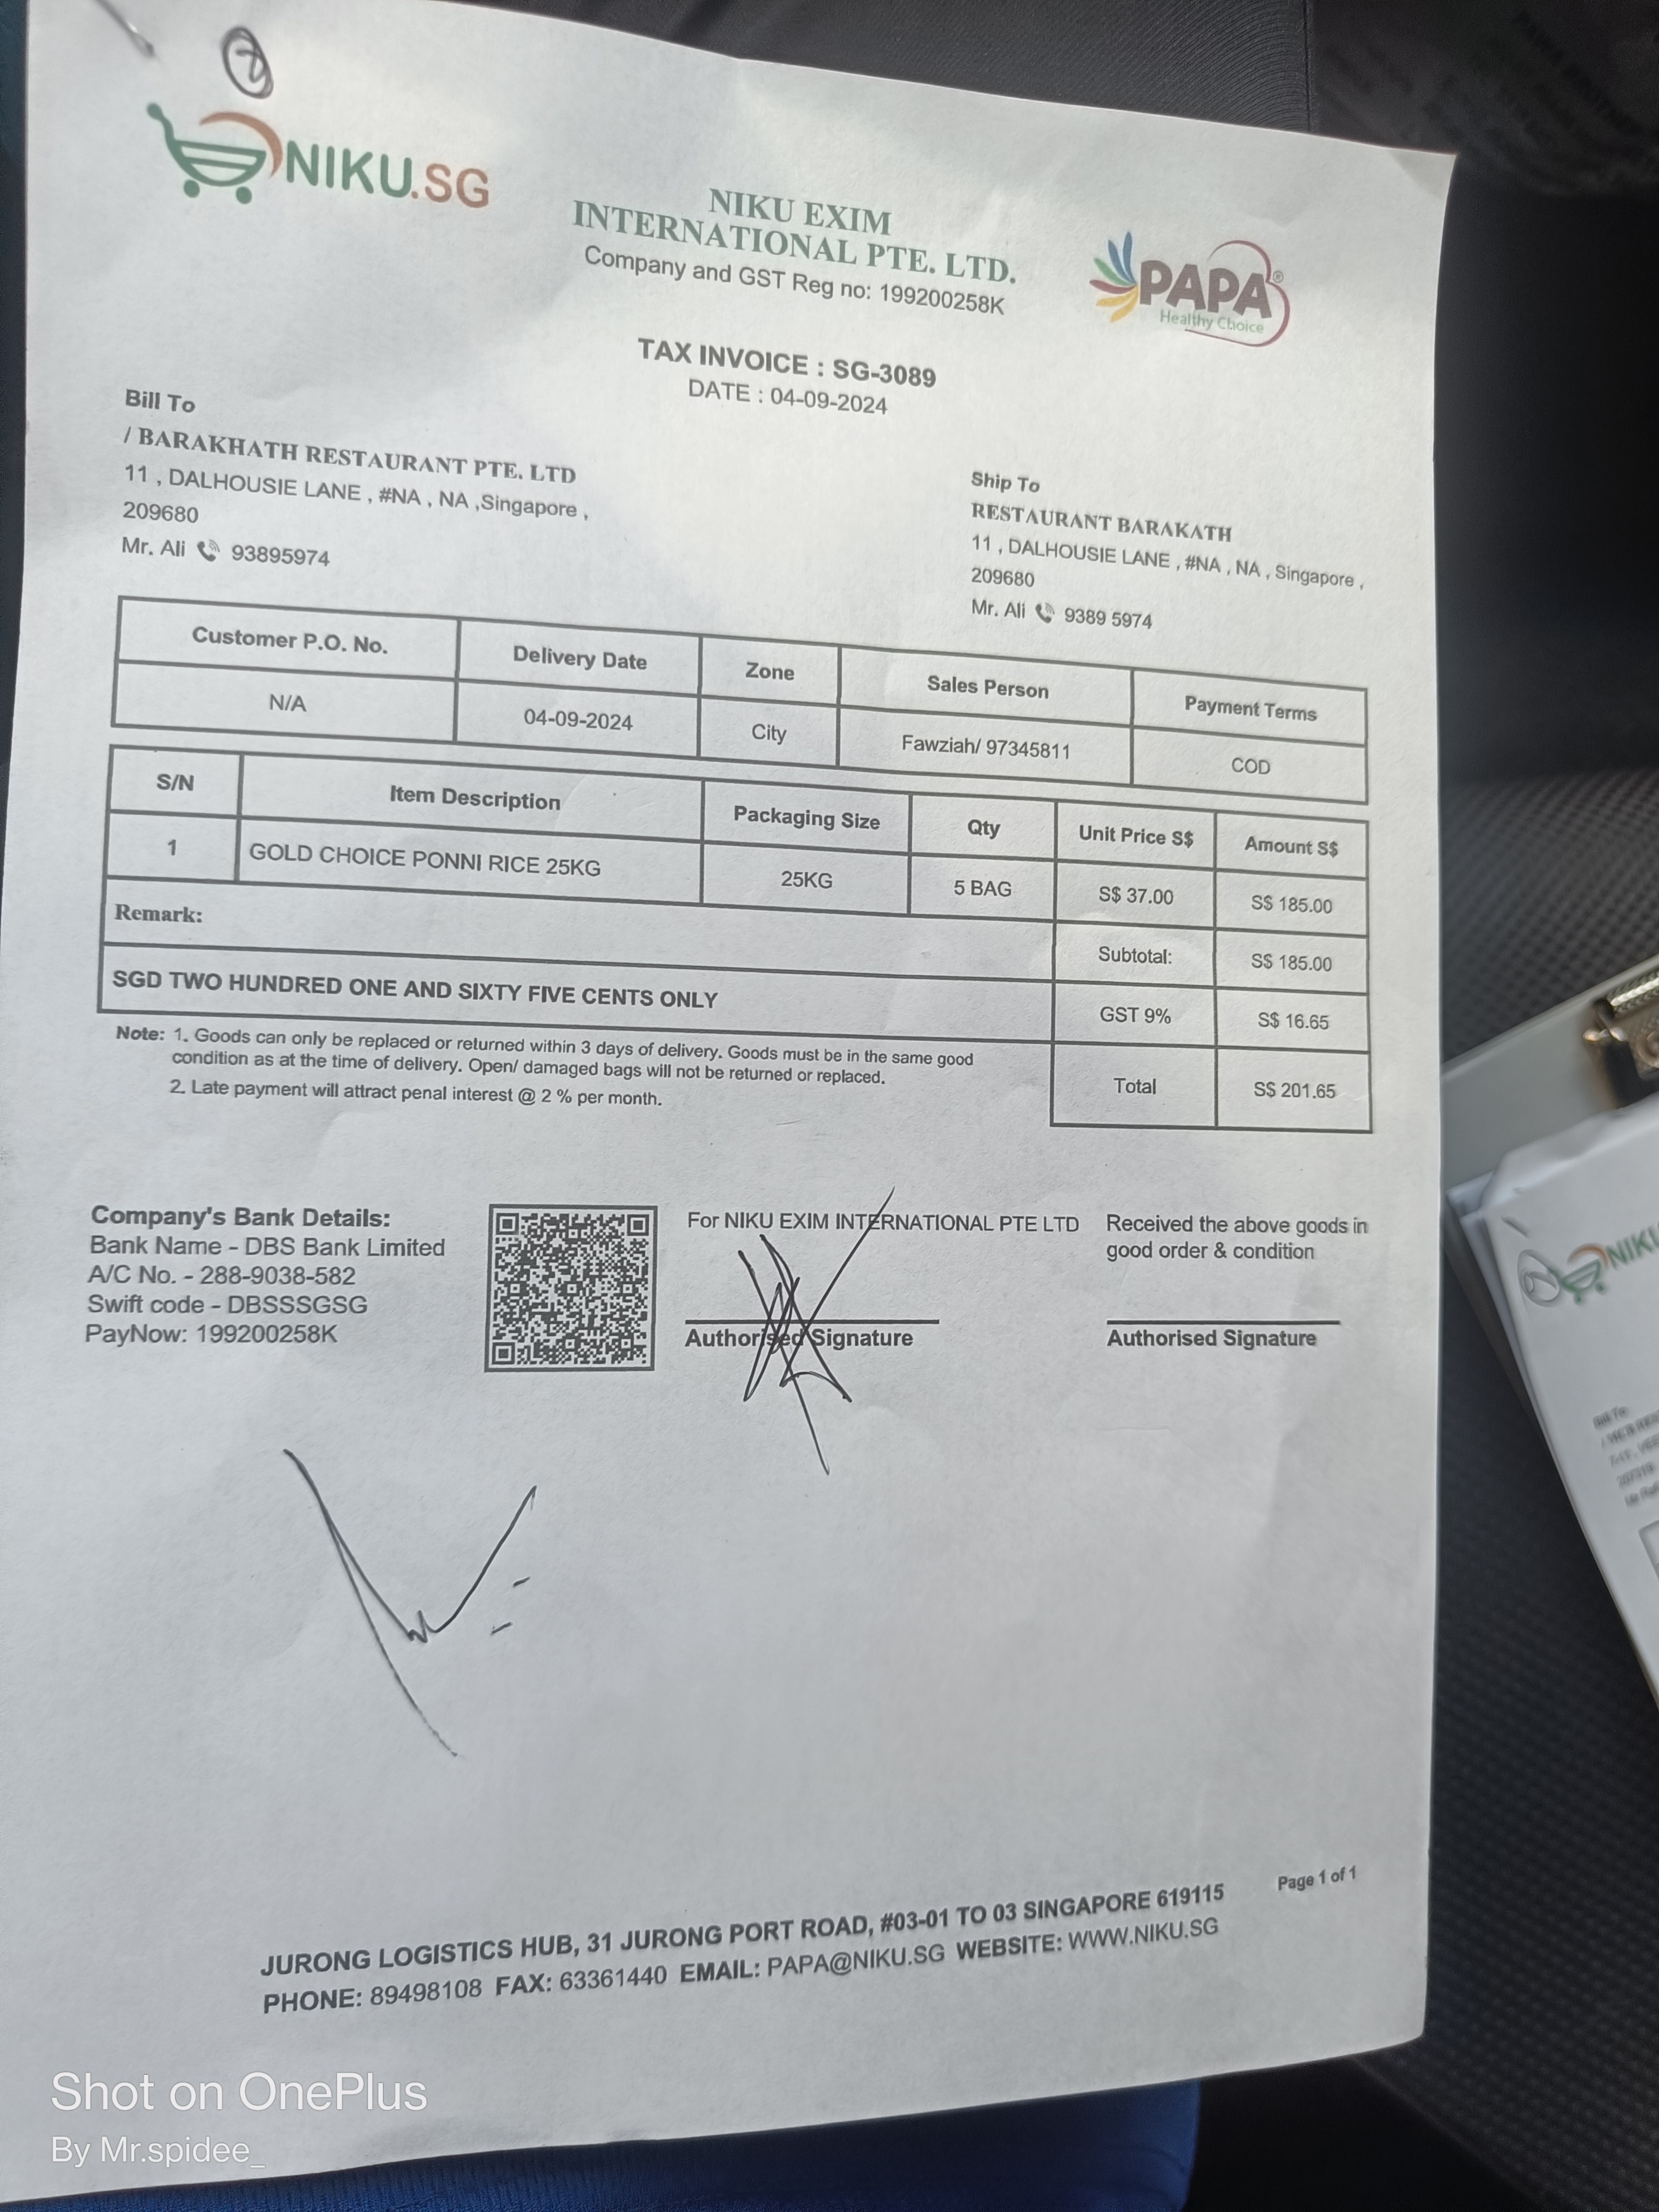 7
NIKU.SG
NIKU EXIM
INTERNATIONAL PTE. LTD.
Company and GST Reg no: 199200258K
PAPA®
Healthy Choice
TAX INVOICE : SG-3089
DATE : 04-09-2024
Bill To
/ BARAKHATH RESTAURANT PTE. LTD
11 , DALHOUSIE LANE , #NA , NA ,Singapore ,
209680
Mr. Ali 93895974
Ship To
RESTAURANT BARAKATH
11 , DALHOUSIE LANE , #NA , NA , Singapore ,
209680
Mr. Ali 9389 5974
Customer P.O. No. Delivery Date Zone Sales Person Payment Terms
N/A 04-09-2024 City Fawziah/ 97345811 COD
S/N Item Description Packaging Size Qty Unit Price S$ Amount S$
1 GOLD CHOICE PONNI RICE 25KG 25KG 5 BAG S$ 37.00 S$ 185.00
Remark: Subtotal: S$ 185.00
SGD TWO HUNDRED ONE AND SIXTY FIVE CENTS ONLY GST 9% S$ 16.65
Total S$ 201.65
Note: 1. Goods can only be replaced or returned within 3 days of delivery. Goods must be in the same good
condition as at the time of delivery. Open/ damaged bags will not be returned or replaced.
2. Late payment will attract penal interest @ 2 % per month.
Company's Bank Details:
Bank Name - DBS Bank Limited
A/C No. - 288-9038-582
Swift code - DBSSSGSG
PayNow: 199200258K
For NIKU EXIM INTERNATIONAL PTE LTD
Authorised Signature
Received the above goods in
good order & condition
Authorised Signature
Page 1 of 1
JURONG LOGISTICS HUB, 31 JURONG PORT ROAD, #03-01 TO 03 SINGAPORE 619115
PHONE: 89498108 FAX: 63361440 EMAIL: PAPA@NIKU.SG WEBSITE: WWW.NIKU.SG
NIKU
Bill To
Shot on OnePlus
By Mr.spidee_